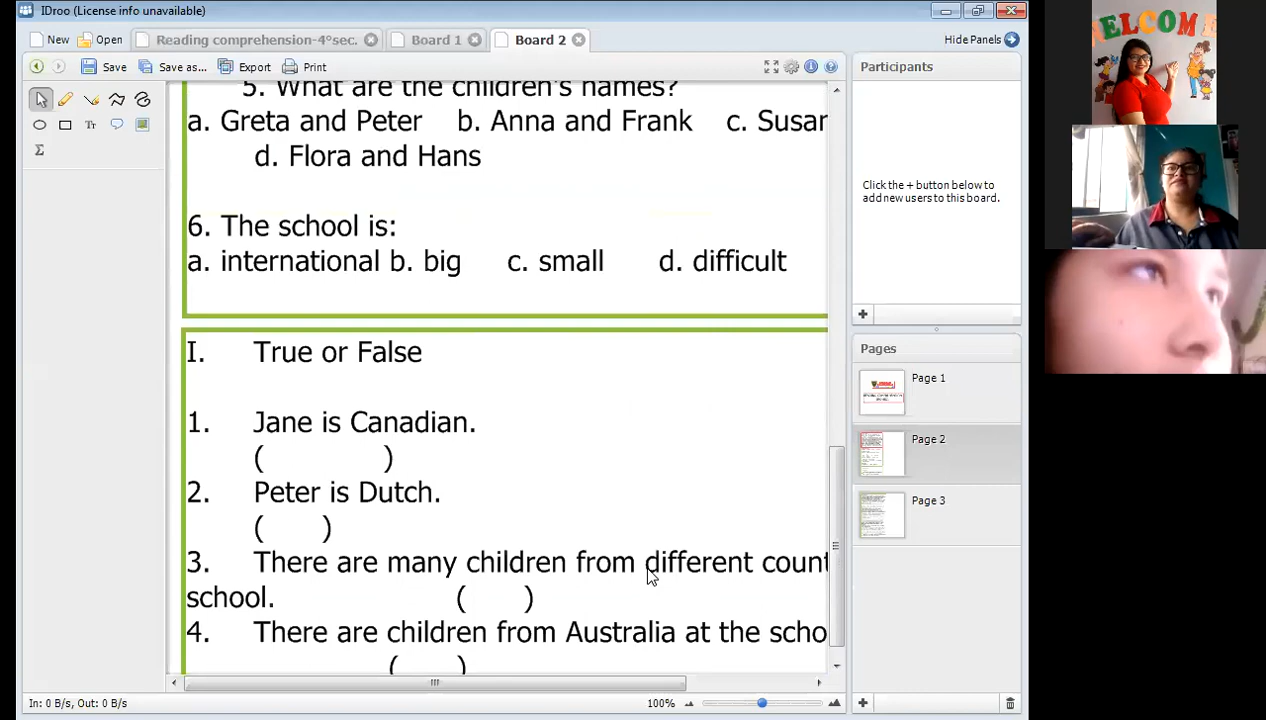 IDroo (License info unavailable)
New Open Reading comprehension-4°sec. Board 1 Board 2 Hide Panels
Save Save as... Export Print
Participants
Click the + button below to
add new users to this board.
Pages
Page 1
Page 2
Page 3
5. What are the children's names?
a. Greta and Peter b. Anna and Frank c. Susan
d. Flora and Hans
6. The school is:
a. international b. big c. small d. difficult
I. True or False
1. Jane is Canadian.
( )
2. Peter is Dutch.
( )
3. There are many children from different count
school. ( )
4. There are children from Australia at the scho
( )
In: 0 B/s, Out: 0 B/s
100%
WELCOME